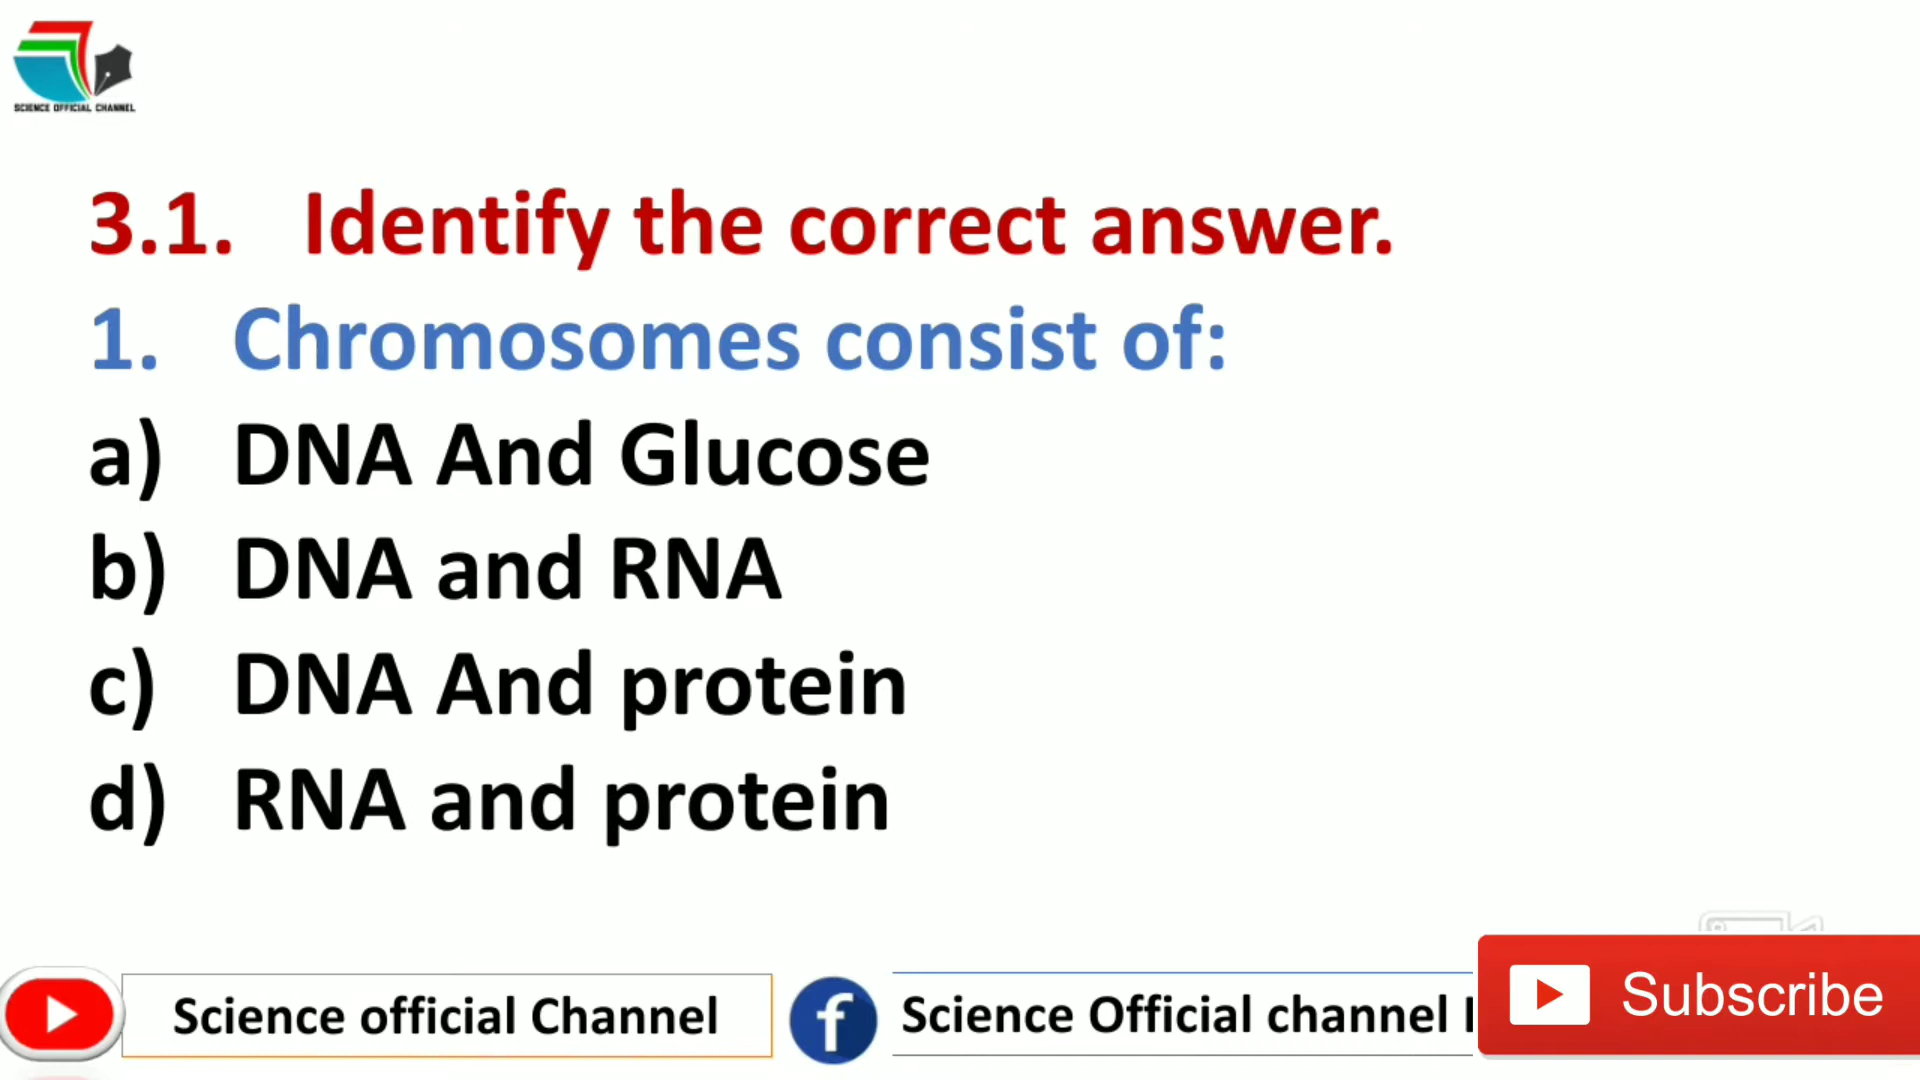 SCIENCE OFFICIAL CHANNEL
3.1. Identify the correct answer.
1. Chromosomes consist of:
a) DNA And Glucose
b) DNA and RNA
c) DNA And protein
d) RNA and protein
Science official Channel
Science Official channel
Subscribe